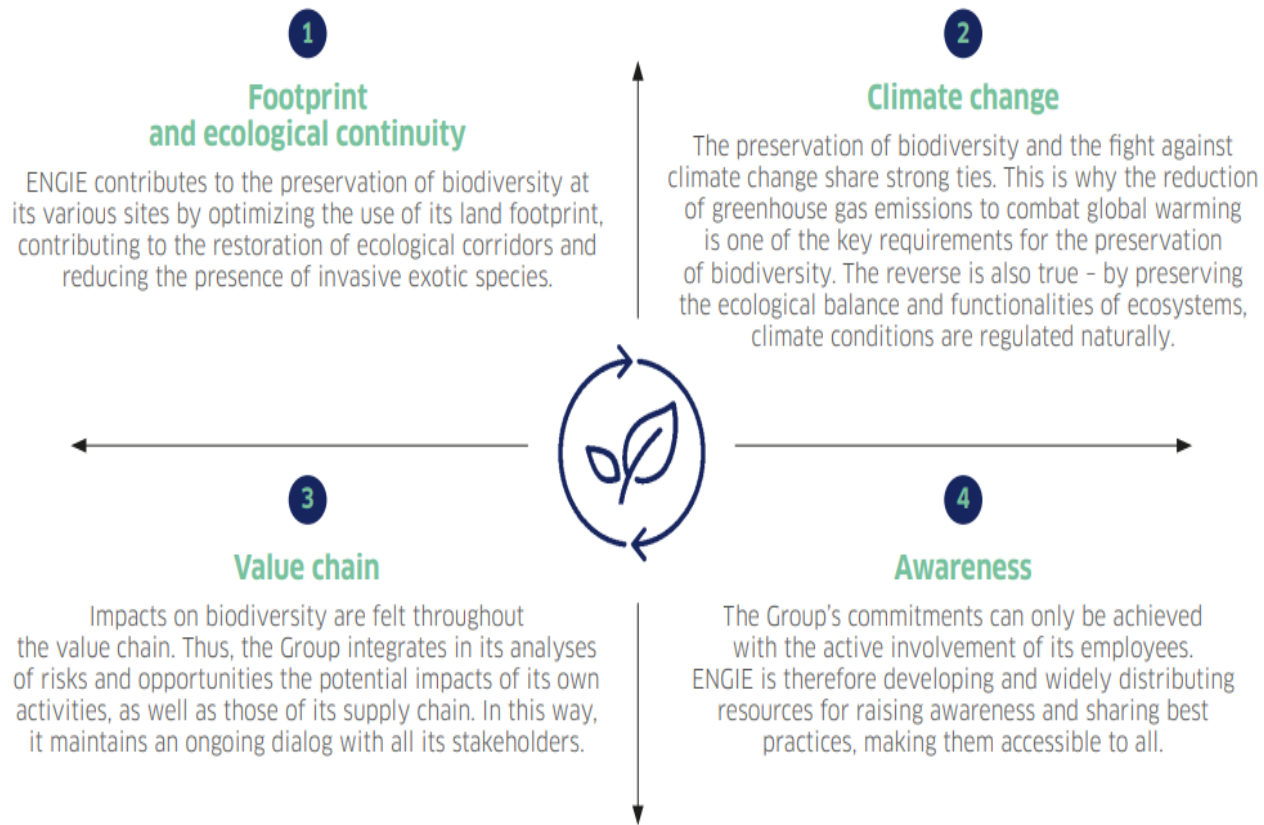 1
Footprint
and ecological continuity
ENGIE contributes to the preservation of biodiversity at
its various sites by optimizing the use of its land footprint,
contributing to the restoration of ecological corridors and
reducing the presence of invasive exotic species.
2
Climate change
The preservation of biodiversity and the fight against
climate change share strong ties. This is why the reduction
of greenhouse gas emissions to combat global warming
is one of the key requirements for the preservation
of biodiversity. The reverse is also true – by preserving
the ecological balance and functionalities of ecosystems,
climate conditions are regulated naturally.
3
Value chain
Impacts on biodiversity are felt throughout
the value chain. Thus, the Group integrates in its analyses
of risks and opportunities the potential impacts of its own
activities, as well as those of its supply chain. In this way,
it maintains an ongoing dialog with all its stakeholders.
4
Awareness
The Group's commitments can only be achieved
with the active involvement of its employees.
ENGIE is therefore developing and widely distributing
resources for raising awareness and sharing best
practices, making them accessible to all.